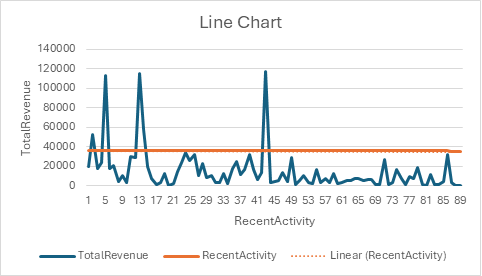 Line Chart
140000
120000
100000
80000
60000
40000
20000
0
TotalRevenue
1 5 9 13 17 21 25 29 33 37 41 45 49 53 57 61 65 69 73 77 81 85 89
RecentActivity
TotalRevenue RecentActivity Linear (RecentActivity)